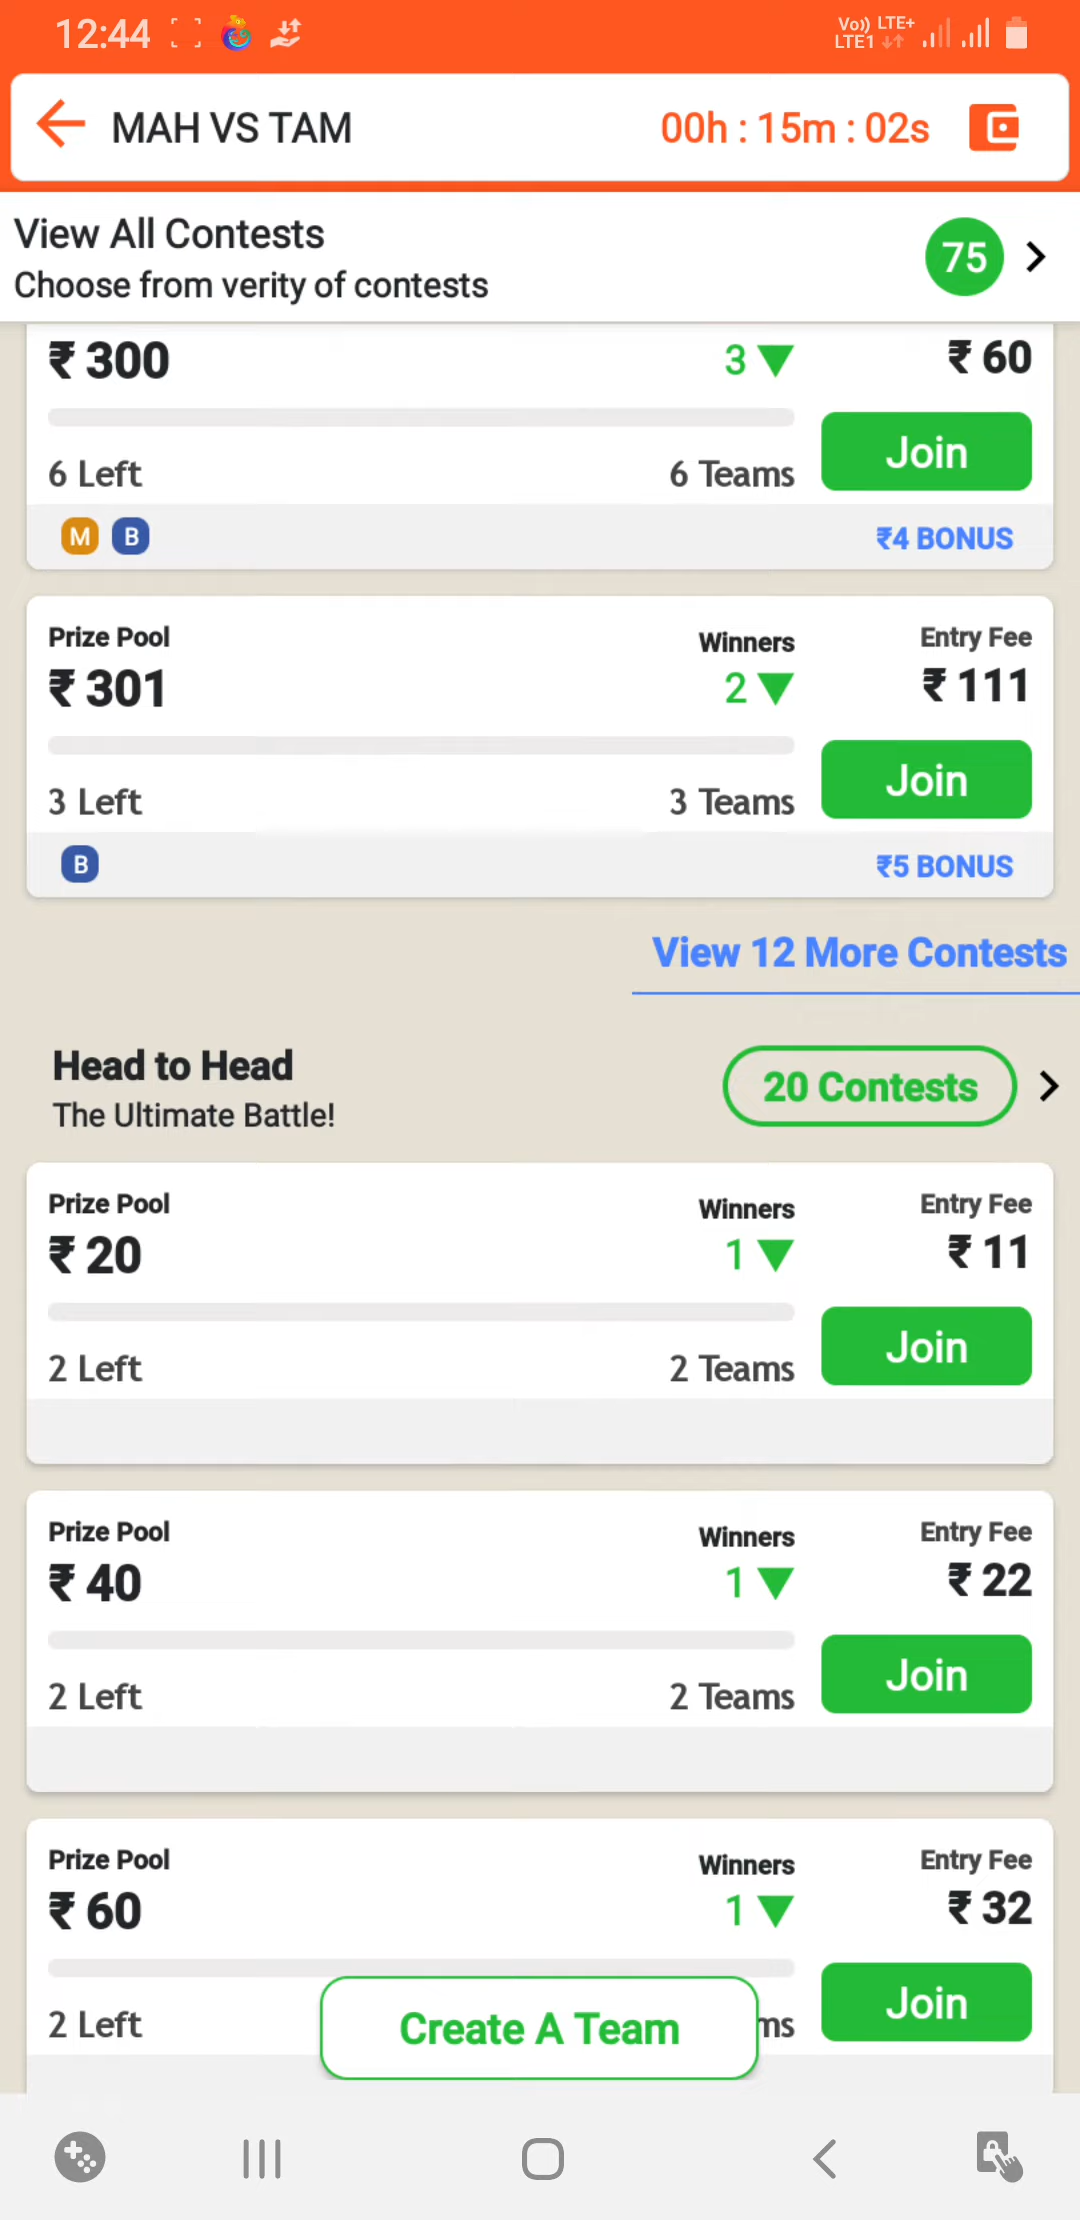 12:44
Vo)) LTE+
LTE1
MAH VS TAM 00h : 15m : 02s
View All Contests
Choose from verity of contests
75
₹ 300 3 ₹ 60
Join
6 Left 6 Teams
M B ₹4 BONUS
Prize Pool Winners Entry Fee
₹ 301 2 ₹ 111
Join
3 Left 3 Teams
B ₹5 BONUS
View 12 More Contests
Head to Head
The Ultimate Battle!
20 Contests
Prize Pool Winners Entry Fee
₹ 20 1 ₹ 11
Join
2 Left 2 Teams
Prize Pool Winners Entry Fee
₹ 40 1 ₹ 22
Join
2 Left 2 Teams
Prize Pool Winners Entry Fee
₹ 60 1 ₹ 32
Join
2 Left ms
Create A Team